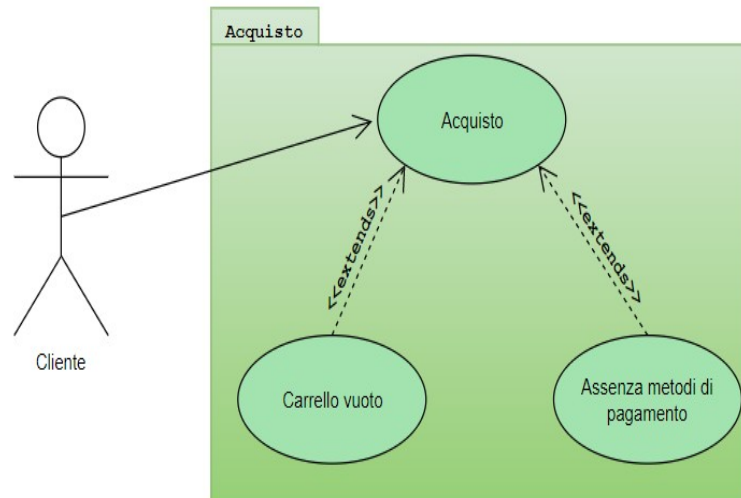 Acquisto
Acquisto
<<extends>>
<<extends>>
Cliente
Carrello vuoto
Assenza metodi di
pagamento